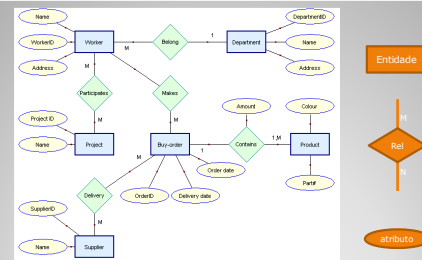 Name
DepartmentID
WorkerID
Worker
M
Belong
1
Department
Name
Address
Address
M
M
Participates
Makes
Amount
Colour
Project ID
M
M
Name
Project
Buy-order
1
Contains
1,M
Product
M
Order date
Delivery
OrderID
Delivery date
Part#
SupplierID
M
Name
Supplier
Entidade
M
Rel
N
atributo